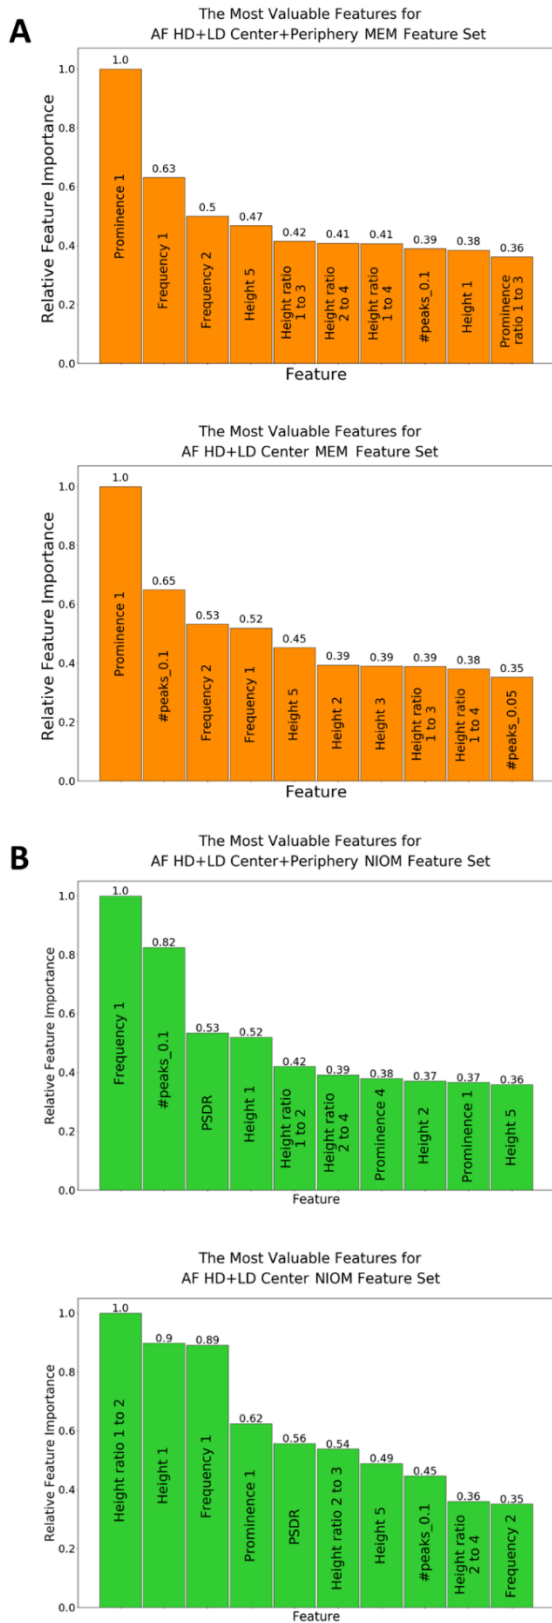 A
The Most Valuable Features for
AF HD+LD Center+Periphery MEM Feature Set
Relative Feature Importance
1.0
0.8
0.6
0.4
0.2
0.0
1.0
0.63
0.5
0.47
0.42
0.41
0.41
0.39
0.38
0.36
Prominence 1
Frequency 1
Frequency 2
Height 5
Height ratio
1 to 3
Height ratio
2 to 4
Height ratio
1 to 4
#peaks_0.1
Height 1
Prominence
ratio 1 to 3
Feature
The Most Valuable Features for
AF HD+LD Center MEM Feature Set
Relative Feature Importance
1.0
0.8
0.6
0.4
0.2
0.0
1.0
0.65
0.53
0.52
0.45
0.39
0.39
0.39
0.38
0.35
Prominence 1
#peaks_0.1
Frequency 2
Frequency 1
Height 5
Height 2
Height 3
Height ratio
1 to 3
Height ratio
1 to 4
#peaks_0.05
Feature
B
The Most Valuable Features for
AF HD+LD Center+Periphery NIOM Feature Set
Relative Feature Importance
1.0
0.8
0.6
0.4
0.2
0.0
1.0
0.82
0.53
0.52
0.42
0.39
0.38
0.37
0.37
0.36
Frequency 1
#peaks_0.1
PSDR
Height 1
Height ratio
1 to 2
Height ratio
2 to 4
Prominence 4
Height 2
Prominence 1
Height 5
Feature
The Most Valuable Features for
AF HD+LD Center NIOM Feature Set
Relative Feature Importance
1.0
0.8
0.6
0.4
0.2
0.0
1.0
0.9
0.89
0.62
0.56
0.54
0.49
0.45
0.36
0.35
Height ratio 1 to 2
Height 1
Frequency 1
Prominence 1
PSDR
Height ratio 2 to 3
Height 5
#peaks_0.1
Height ratio
2 to 4
Frequency 2
Feature